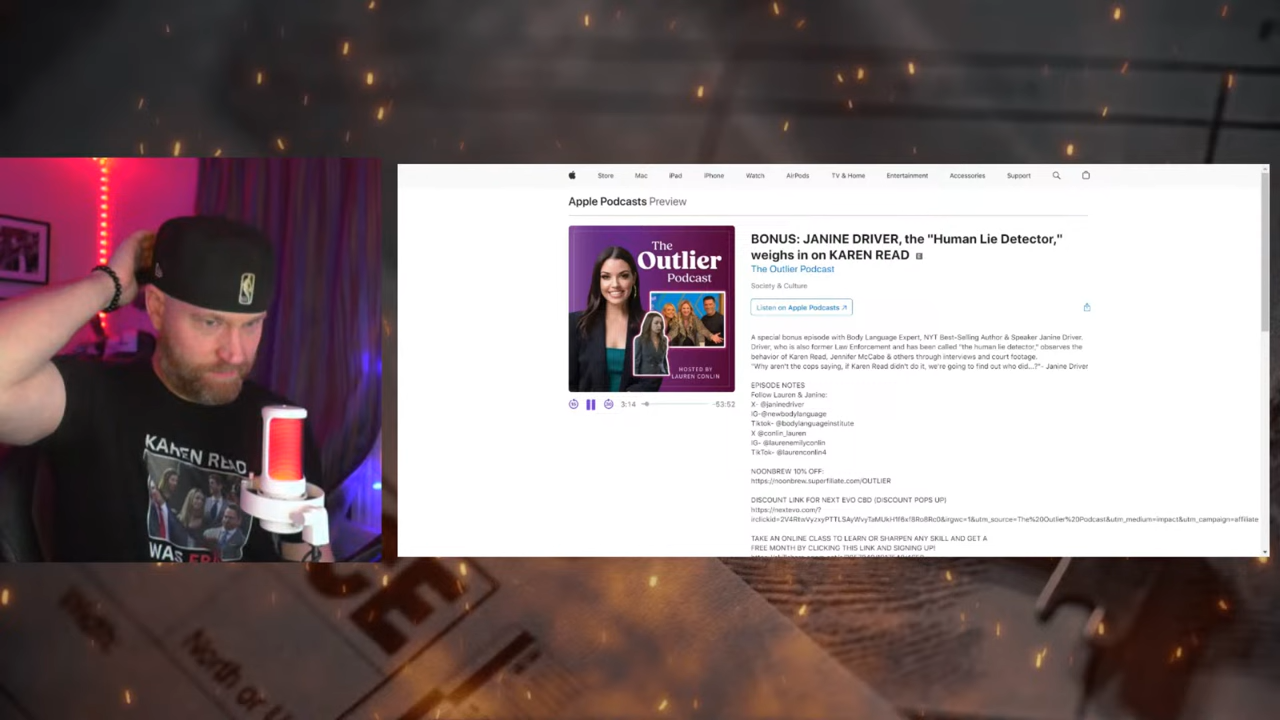 Store
Mac
iPad
iPhone
Watch
AirPods
TV & Home
Entertainment
Accessories
Support
Apple Podcasts Preview
The
Outlier
Podcast
HOSTED BY
LAUREN CONLIN
3:14
-53:52
BONUS: JANINE DRIVER, the "Human Lie Detector,"
weighs in on KAREN READ E
The Outlier Podcast
Society & Culture
Listen on Apple Podcasts ↗
A special bonus episode with Body Language Expert, NYT Best-Selling Author & Speaker Janine Driver.
Driver, who is also former Law Enforcement and has been called "the human lie detector," observes the
behavior of Karen Read, Jennifer McCabe & others through interviews and court footage.
"Why aren't the cops saying, if Karen Read didn't do it, we're going to find out who did...?"- Janine Driver
EPISODE NOTES
Follow Lauren & Janine:
X- @janinedriver
IG-@newbodylanguage
Tiktok- @bodylanguageinstitute
X @conlin_lauren
IG- @laurenemilyconlin
TikTok- @laurenconlin4
NOONBREW 10% OFF:
https://noonbrew.superfiliate.com/OUTLIER
DISCOUNT LINK FOR NEXT EVO CBD (DISCOUNT POPS UP)
https://nextevo.com/?
TAKE AN ONLINE CLASS TO LEARN OR SHARPEN ANY SKILL AND GET A
FREE MONTH BY CLICKING THIS LINK AND SIGNING UP!
KAREN READ
WAS
North or